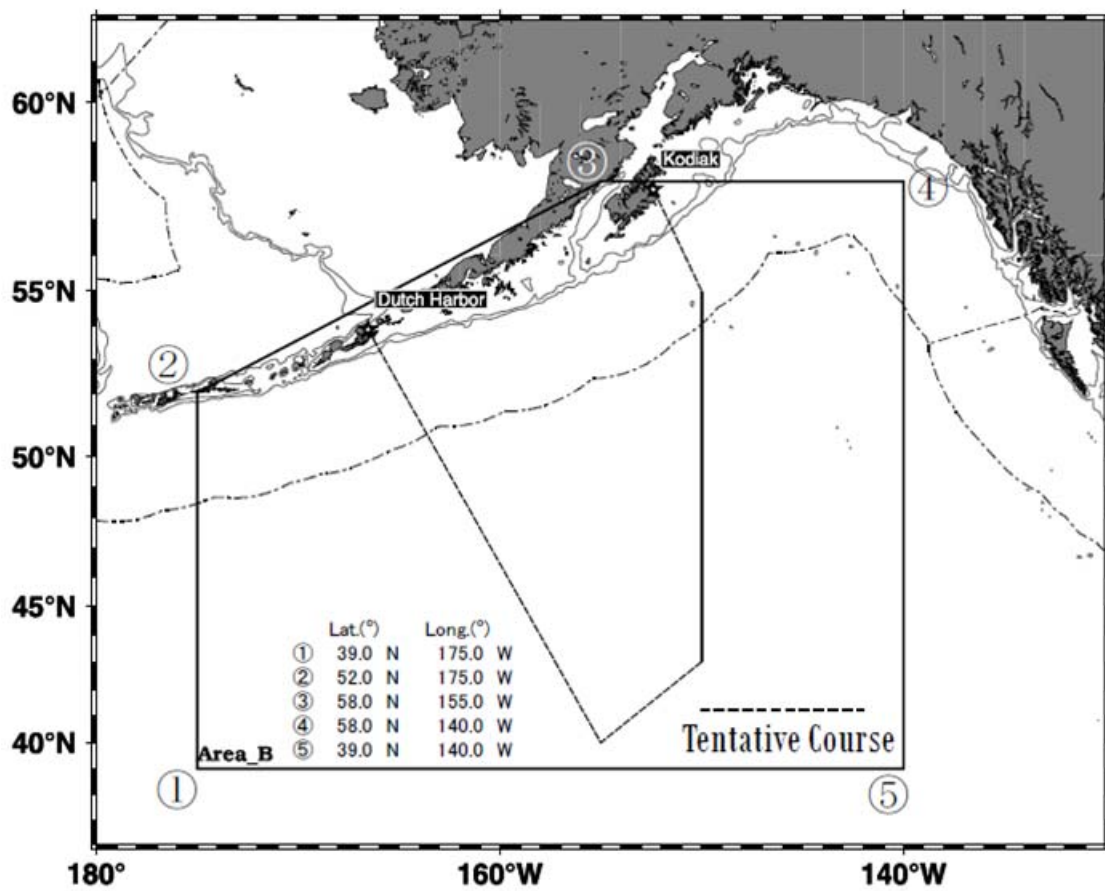 60°N
③
Kodiak
④
55°N
Dutch Harbor
②
50°N
45°N
Lat.(°) Long.(°)
① 39.0 N 175.0 W
② 52.0 N 175.0 W
③ 58.0 N 155.0 W
④ 58.0 N 140.0 W
⑤ 39.0 N 140.0 W
Tentative Course
40°N
Area_B
①
⑤
180° 160°W 140°W